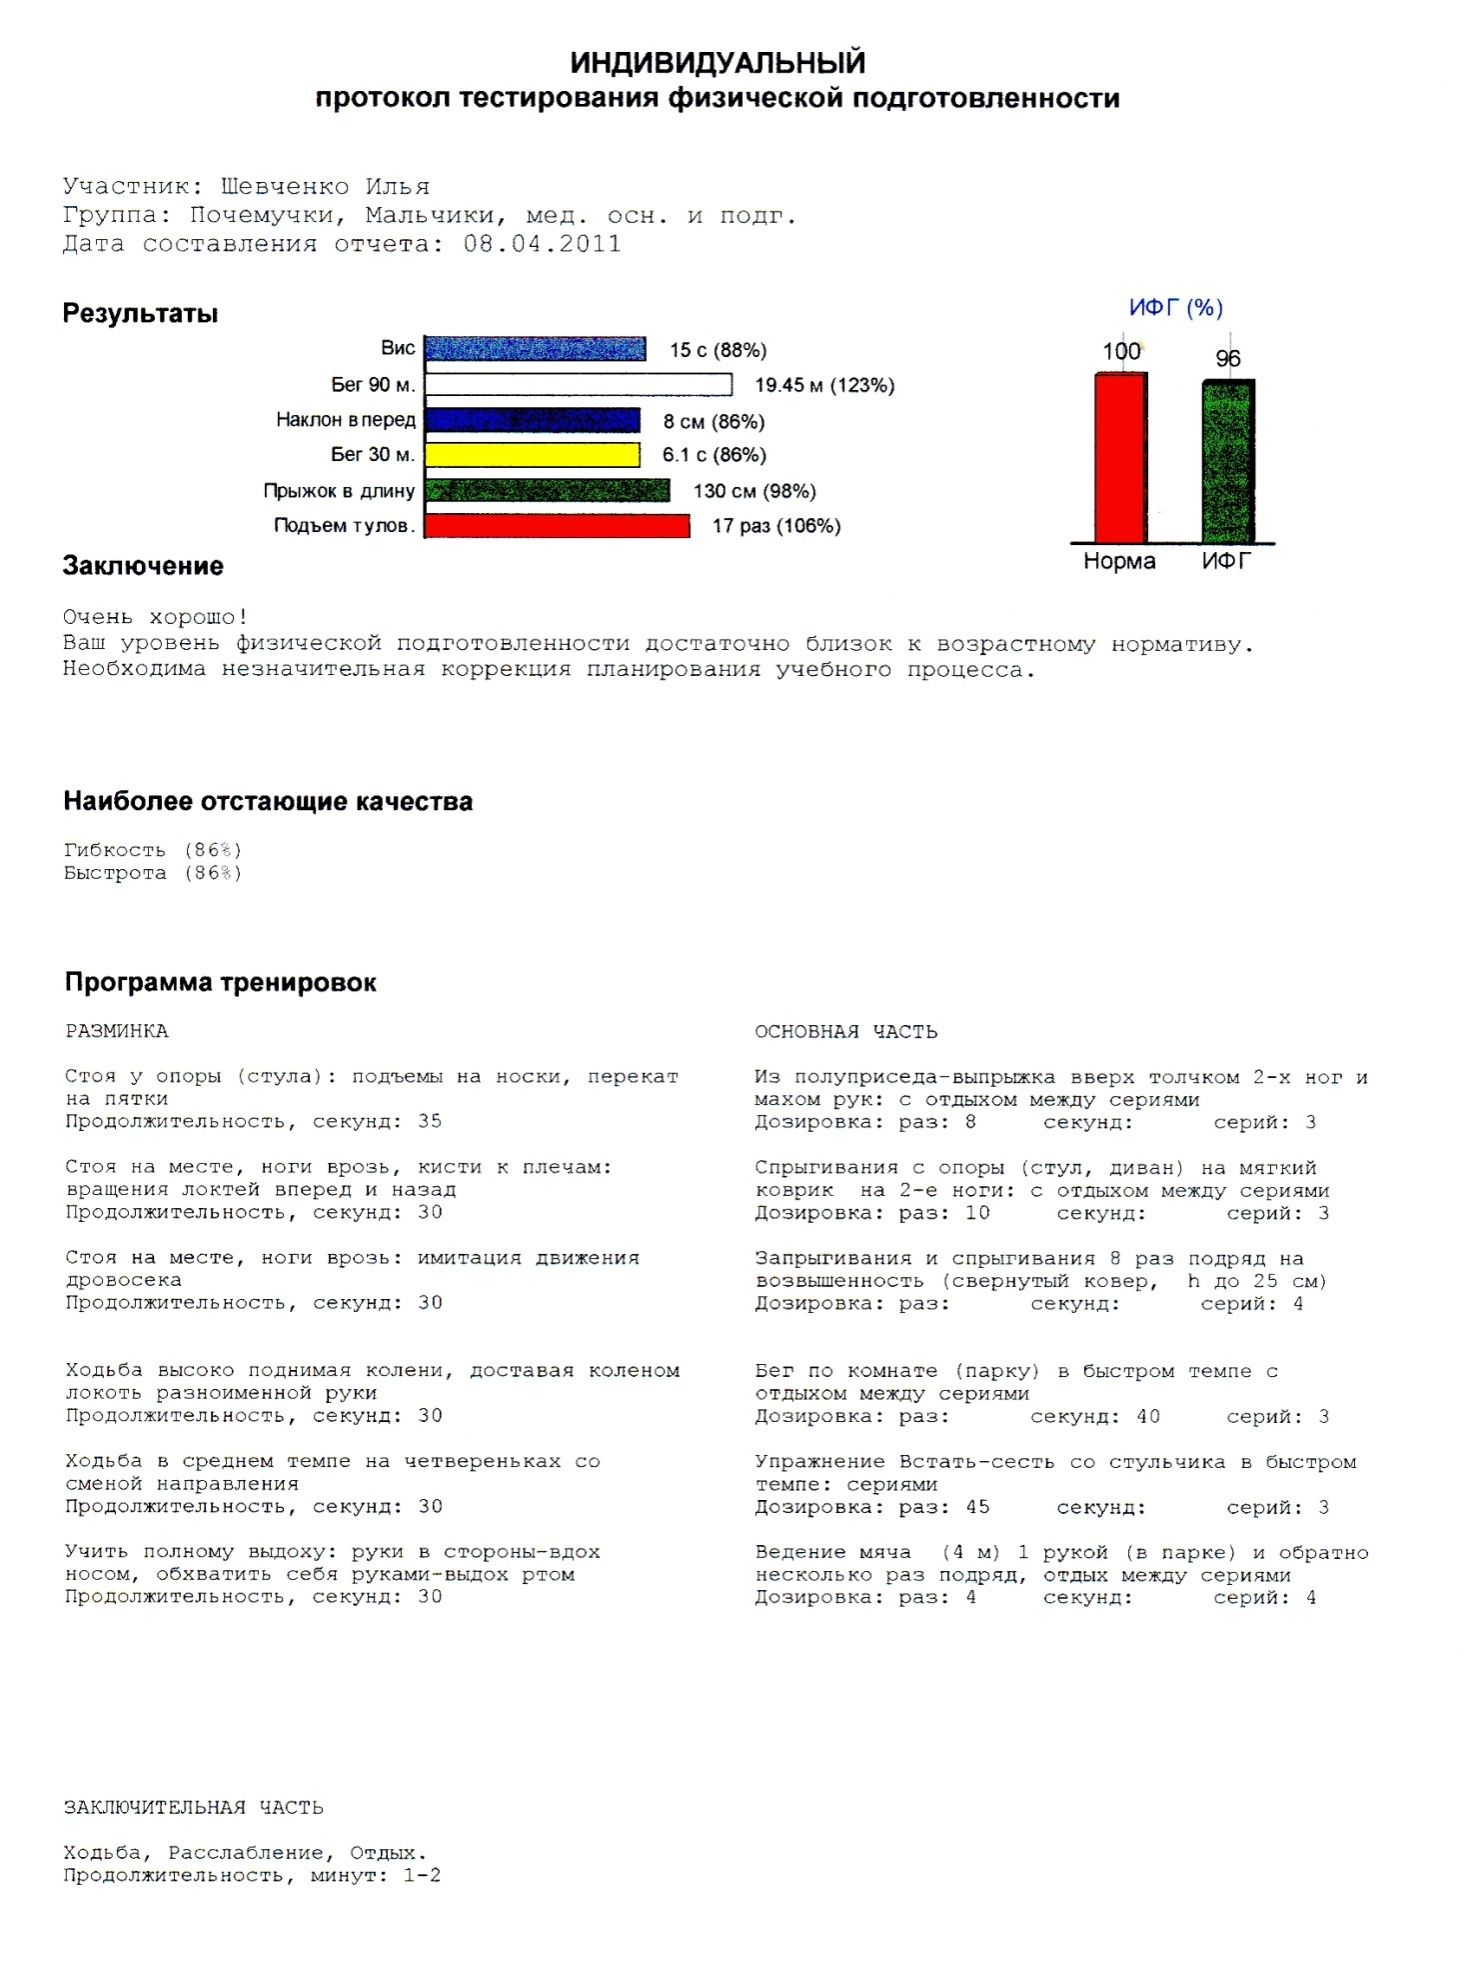 ИНДИВИДУАЛЬНЫЙ
протокол тестирования физической подготовленности
Участник: Шевченко Илья
Группа: Почемучки, Мальчики, мед. осн. и подг.
Дата составления отчета: 08.04.2011
Результаты
Вис 15 с (88%)
Бег 90 м. 19.45 м (123%)
Наклон вперед 8 см (86%)
Бег 30 м. 6.1 с (86%)
Прыжок в длину 130 см (98%)
Подъем тулов. 17 раз (106%)
ИФГ (%)
100 96
Норма ИФГ
Заключение
Очень хорошо!
Ваш уровень физической подготовленности достаточно близок к возрастному нормативу.
Необходима незначительная коррекция планирования учебного процесса.
Наиболее отстающие качества
Гибкость (86%)
Быстрота (86%)
Программа тренировок
РАЗМИНКА
Стоя у опоры (стула): подъемы на носки, перекат
на пятки
Продолжительность, секунд: 35
Стоя на месте, ноги врозь, кисти к плечам:
вращения локтей вперед и назад
Продолжительность, секунд: 30
Стоя на месте, ноги врозь: имитация движения
дровосека
Продолжительность, секунд: 30
Ходьба высоко поднимая колени, доставая коленом
локоть разноименной руки
Продолжительность, секунд: 30
Ходьба в среднем темпе на четвереньках со
сменой направления
Продолжительность, секунд: 30
Учить полному выдоху: руки в стороны-вдох
носом, обхватить себя руками-выдох ртом
Продолжительность, секунд: 30
ОСНОВНАЯ ЧАСТЬ
Из полуприседа-выпрыжка вверх толчком 2-х ног и
махом рук: с отдыхом между сериями
Дозировка: раз: 8 секунд: серий: 3
Спрыгивания с опоры (стул, диван) на мягкий
коврик на 2-е ноги: с отдыхом между сериями
Дозировка: раз: 10 секунд: серий: 3
Запрыгивания и спрыгивания 8 раз подряд на
возвышенность (свернутый ковер, h до 25 см)
Дозировка: раз: секунд: серий: 4
Бег по комнате (парку) в быстром темпе с
отдыхом между сериями
Дозировка: раз: секунд: 40 серий: 3
Упражнение Встать-сесть со стульчика в быстром
темпе: сериями
Дозировка: раз: 45 секунд: серий: 3
Ведение мяча (4 м) 1 рукой (в парке) и обратно
несколько раз подряд, отдых между сериями
Дозировка: раз: 4 секунд: серий: 4
ЗАКЛЮЧИТЕЛЬНАЯ ЧАСТЬ
Ходьба, Расслабление, Отдых.
Продолжительность, минут: 1-2